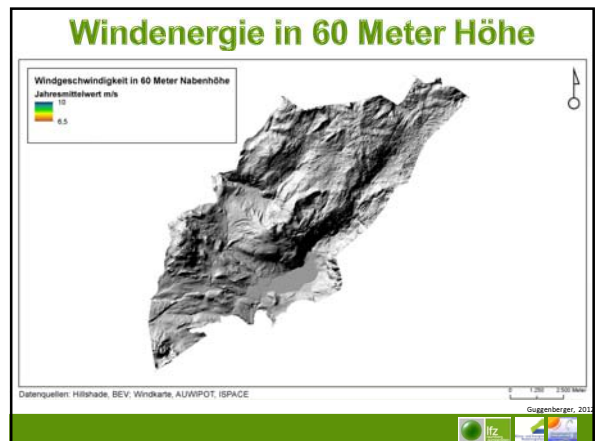 Windenergie in 60 Meter Höhe
Windgeschwindigkeit in 60 Meter Nabenhöhe
Jahresmittelwert m/s
10
6,5
Datenquellen: Hillshade, BEV; Windkarte, AUWIPOT, ISPACE
0 1.250 2.500 Meter
Guggenberger, 2012
lfz